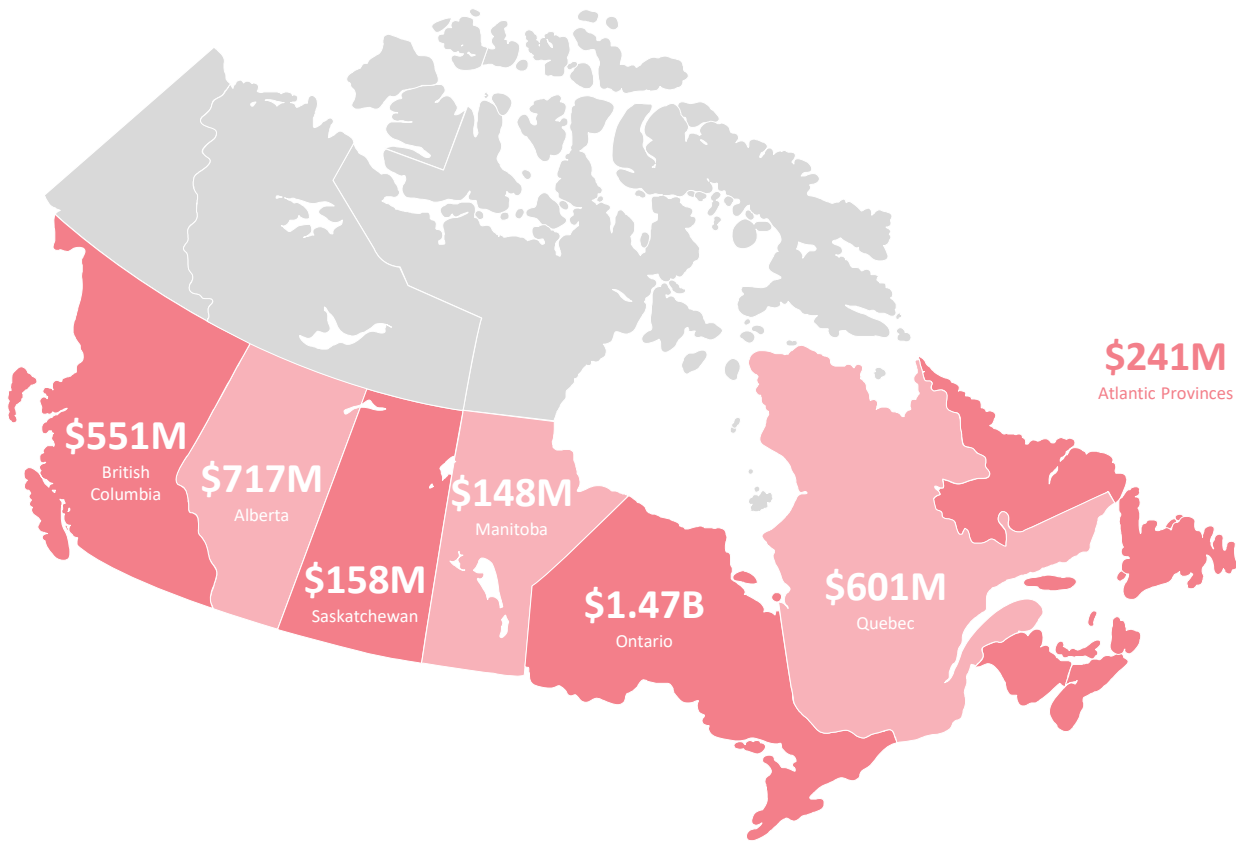 $241M
Atlantic Provinces
$551M
British
Columbia
$717M
Alberta
$148M
Manitoba
$158M
Saskatchewan
$1.47B
Ontario
$601M
Quebec